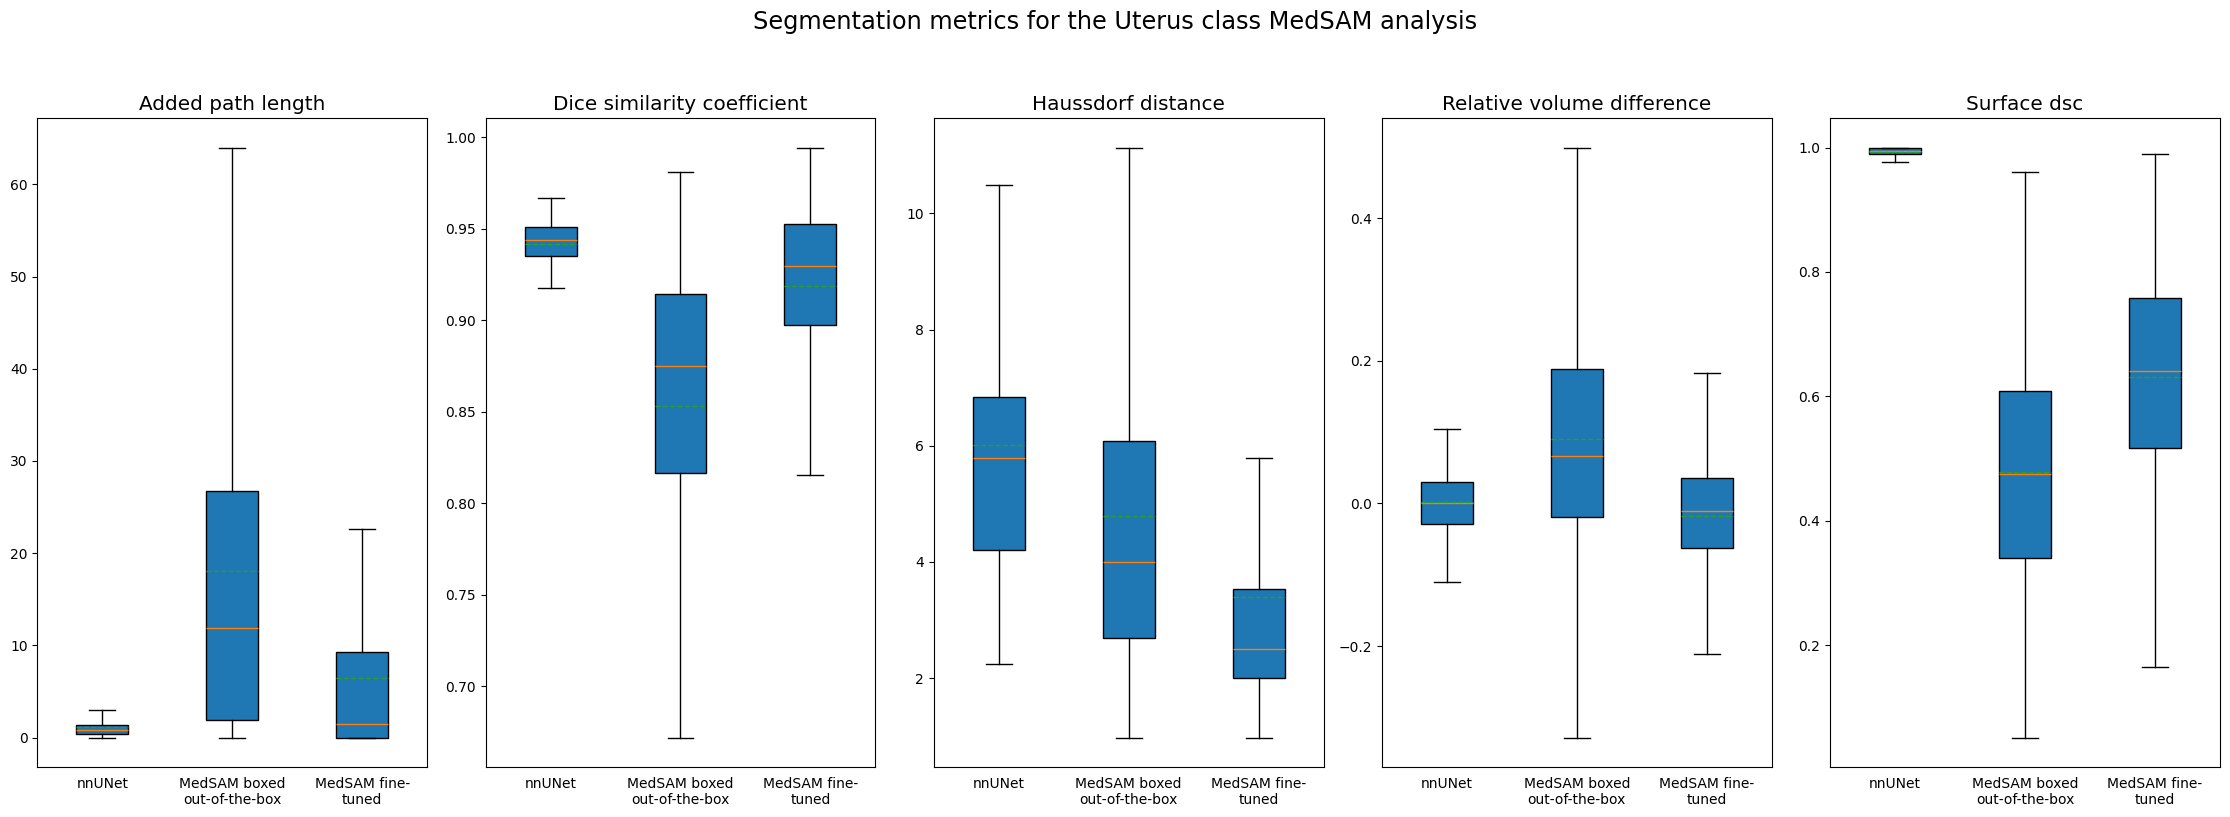 Segmentation metrics for the Uterus class MedSAM analysis
Added path length
60
50
40
30
20
10
0
nnUNet
MedSAM boxed
out-of-the-box
MedSAM fine-
tuned
Dice similarity coefficient
1.00
0.95
0.90
0.85
0.80
0.75
0.70
nnUNet
MedSAM boxed
out-of-the-box
MedSAM fine-
tuned
Haussdorf distance
10
8
6
4
2
nnUNet
MedSAM boxed
out-of-the-box
MedSAM fine-
tuned
Relative volume difference
0.4
0.2
0.0
−0.2
nnUNet
MedSAM boxed
out-of-the-box
MedSAM fine-
tuned
Surface dsc
1.0
0.8
0.6
0.4
0.2
nnUNet
MedSAM boxed
out-of-the-box
MedSAM fine-
tuned